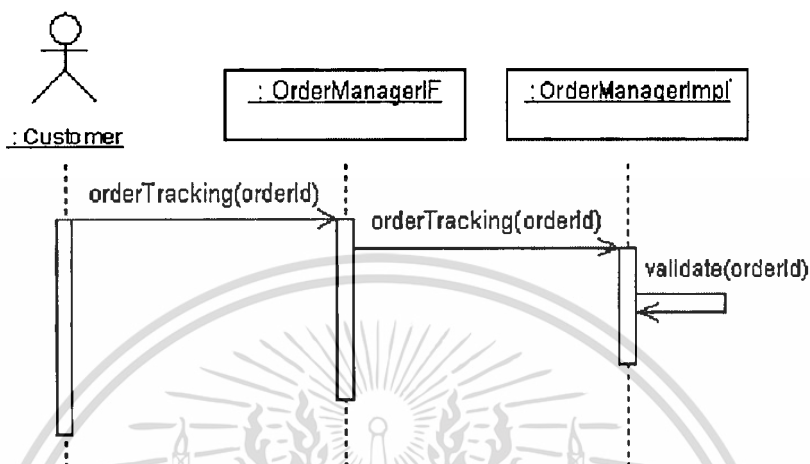 : OrderManagerIF
: OrderManagerImpl
: Customer
orderTracking(orderId)
orderTracking(orderId)
validate(orderId)